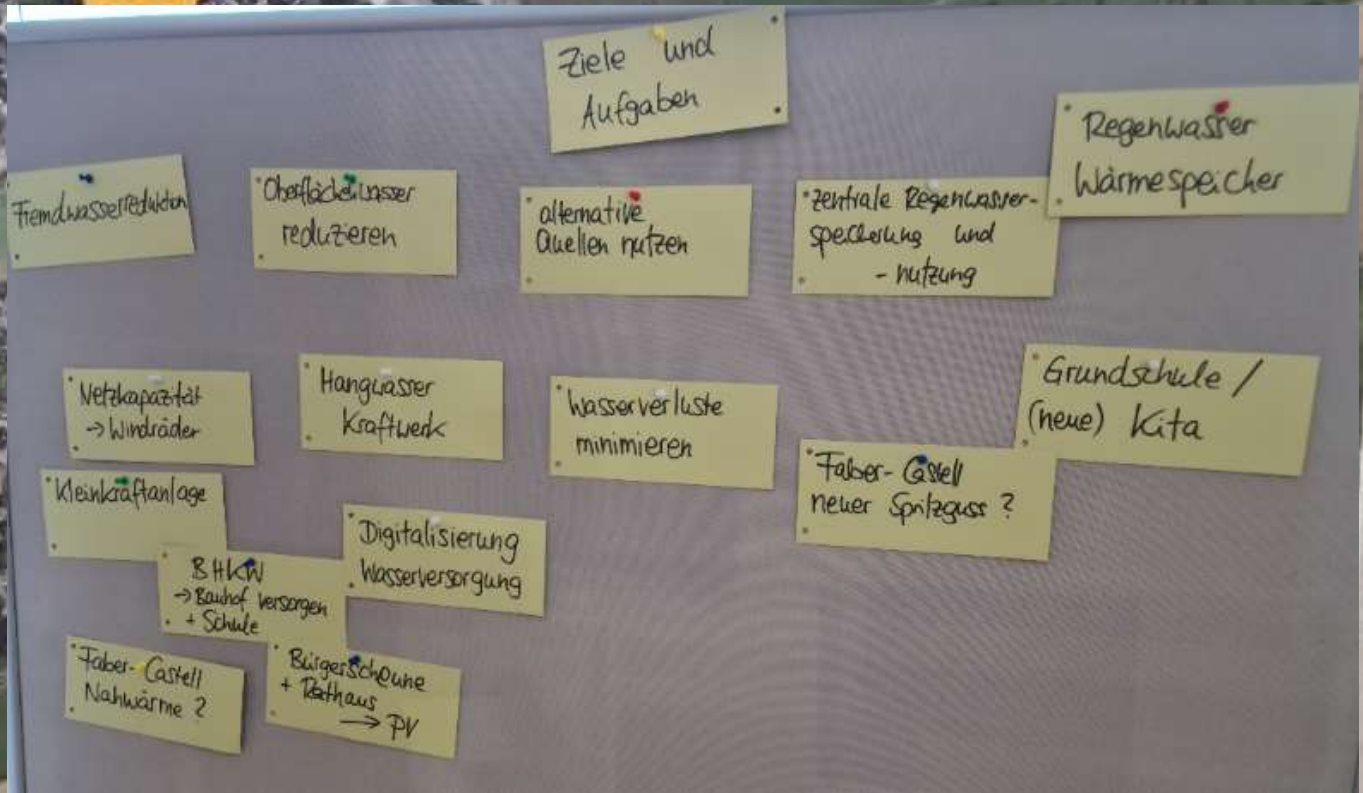 Ziele und
Aufgaben
Regenwasser
Wärmespeicher
Fremdwasserreduktion
Oberflächenwasser
reduzieren
alternative
Quellen nutzen
zentrale Regenwasser-
speicherung und
- nutzung
Netzkapazität
→ Windräder
Hangwasser
Kraftwerk
Wasserverluste
minimieren
Grundschule /
(neue) Kita
Faber-Castell
neuer Spritzguss ?
Kleinkraftanlage
Digitalisierung
Wasserversorgung
BHKW
→ Bauhof versorgen
+ Schule
Faber-Castell
Nahwärme ?
Bürgerscheune
+ Rathaus
→ PV